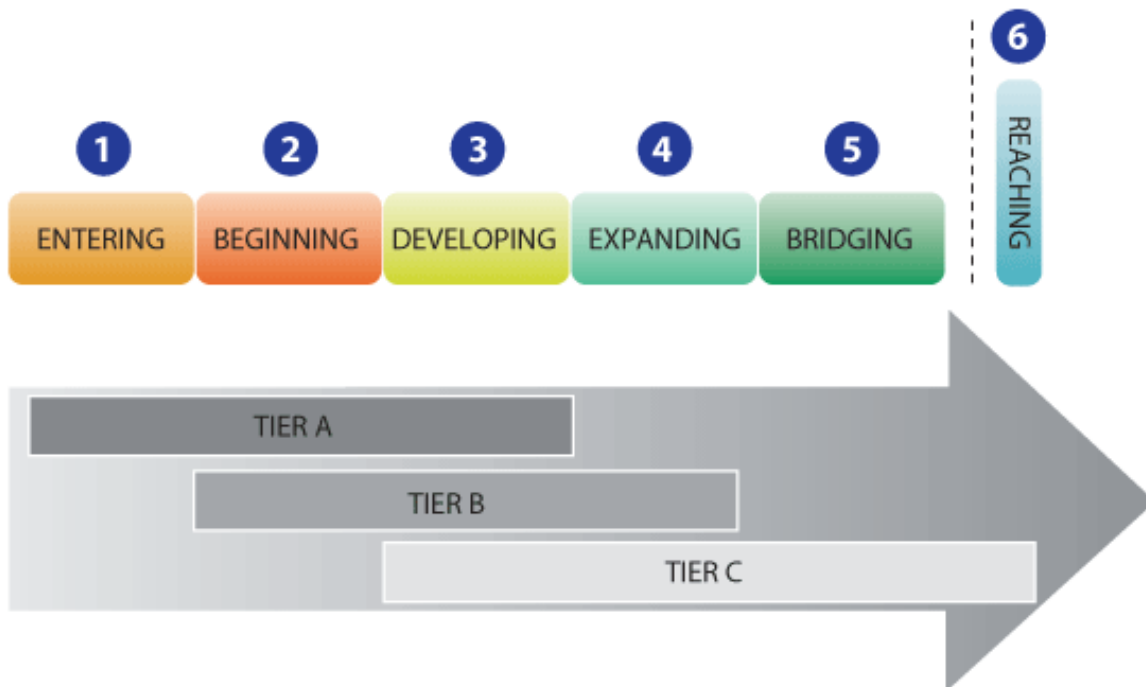 6
REACHING
1 2 3 4 5
ENTERING BEGINNING DEVELOPING EXPANDING BRIDGING
TIER A
TIER B
TIER C